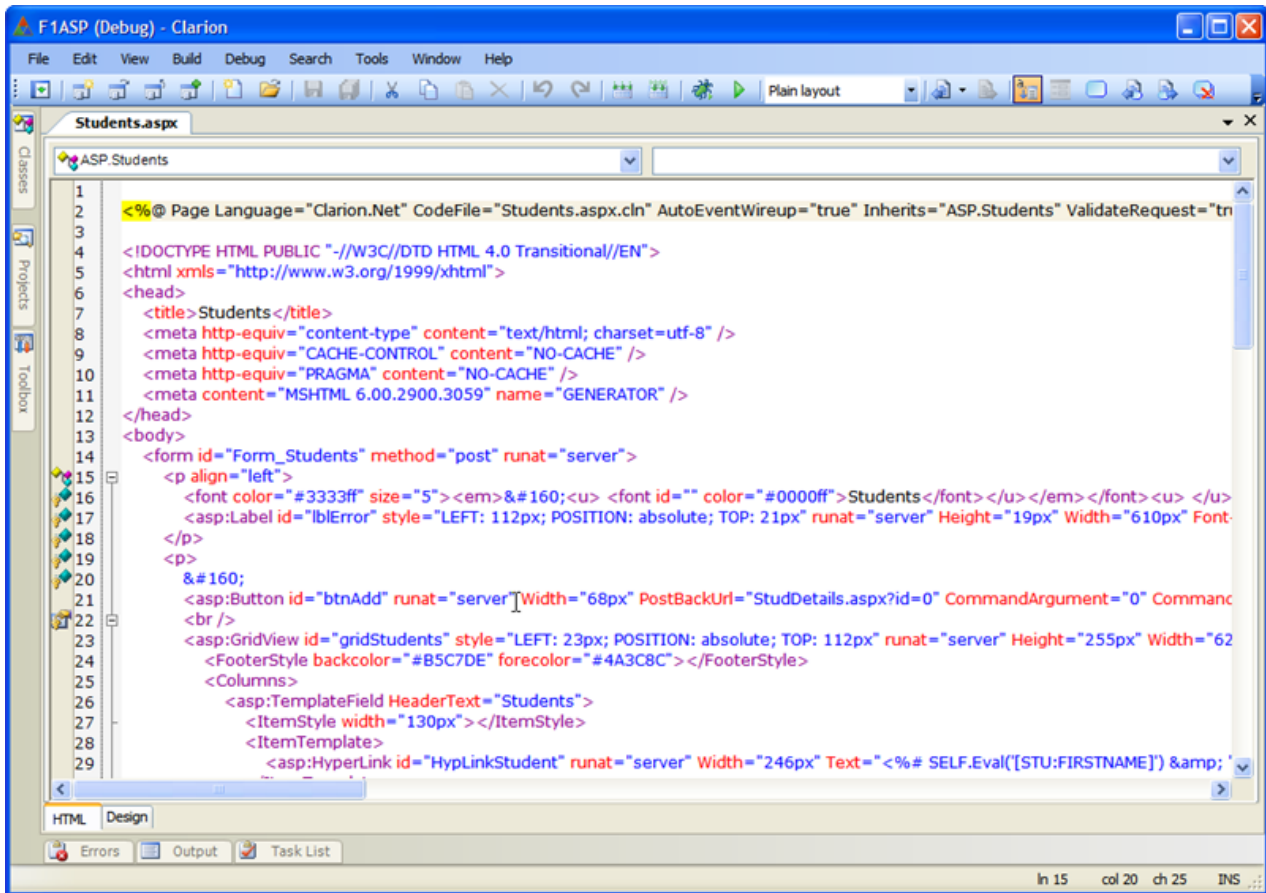 F1ASP (Debug) - Clarion
File Edit View Build Debug Search Tools Window Help
Plain layout
Students.aspx
Classes
Projects
Toolbox
ASP.Students
1
2 <%@ Page Language="Clarion.Net" CodeFile="Students.aspx.cln" AutoEventWireup="true" Inherits="ASP.Students" ValidateRequest="tru
3
4 <!DOCTYPE HTML PUBLIC "-//W3C//DTD HTML 4.0 Transitional//EN">
5 <html xmls="http://www.w3.org/1999/xhtml">
6 <head>
7 <title>Students</title>
8 <meta http-equiv="content-type" content="text/html; charset=utf-8" />
9 <meta http-equiv="CACHE-CONTROL" content="NO-CACHE" />
10 <meta http-equiv="PRAGMA" content="NO-CACHE" />
11 <meta content="MSHTML 6.00.2900.3059" name="GENERATOR" />
12 </head>
13 <body>
14 <form id="Form_Students" method="post" runat="server">
15 <p align="left">
16 <font color="#3333ff" size="5"><em>&#160;<u> <font id="" color="#0000ff">Students</font></u></em></font><u> </u>
17 <asp:Label id="lblError" style="LEFT: 112px; POSITION: absolute; TOP: 21px" runat="server" Height="19px" Width="610px" Font-
18 </p>
19 <p>
20 &#160;
21 <asp:Button id="btnAdd" runat="server" Width="68px" PostBackUrl="StudDetails.aspx?id=0" CommandArgument="0" Command
22 <br />
23 <asp:GridView id="gridStudents" style="LEFT: 23px; POSITION: absolute; TOP: 112px" runat="server" Height="255px" Width="62
24 <FooterStyle backcolor="#B5C7DE" forecolor="#4A3C8C"></FooterStyle>
25 <Columns>
26 <asp:TemplateField HeaderText="Students">
27 <ItemStyle width="130px"></ItemStyle>
28 <ItemTemplate>
29 <asp:HyperLink id="HypLinkStudent" runat="server" Width="246px" Text="<%# SELF.Eval('[STU:FIRSTNAME]') &amp; '
HTML Design
Errors Output Task List
ln 15 col 20 ch 25 INS